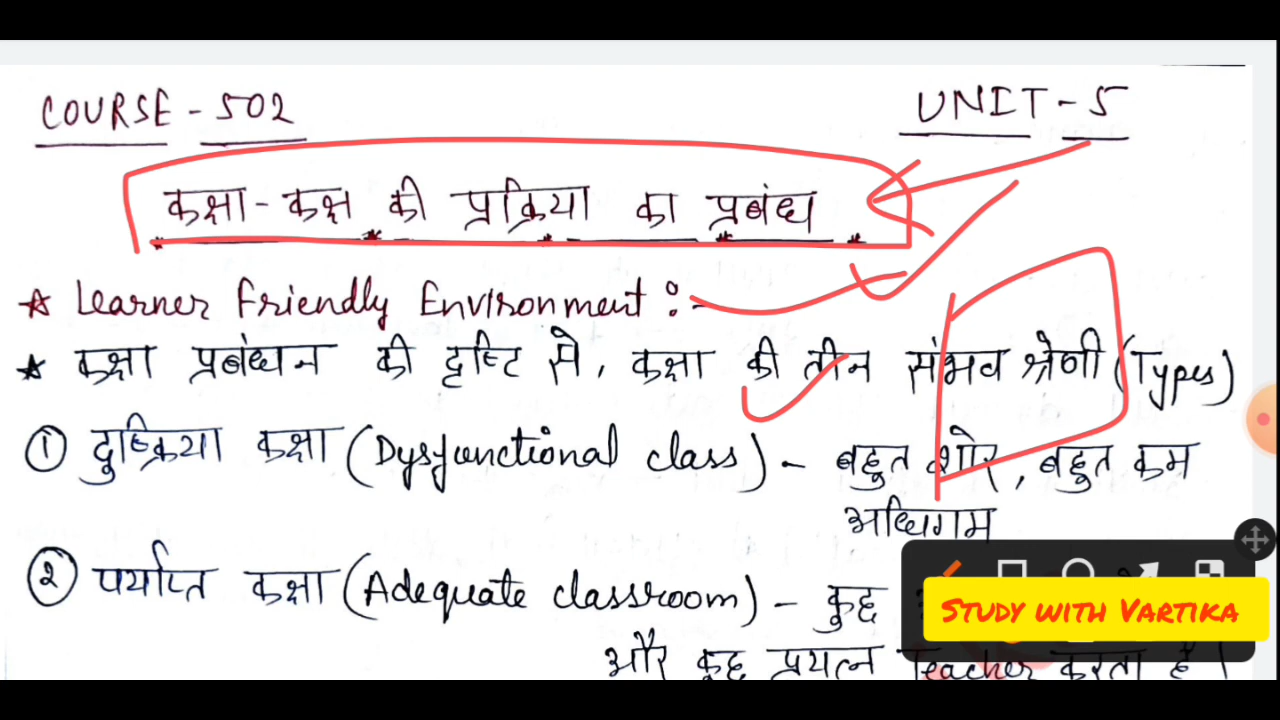 COURSE - 502
UNIT - 5
कक्षा - कक्ष की प्रक्रिया का प्रबंध
★ Learner Friendly Environment :-
★ कक्षा प्रबंधन की दृष्टि से, कक्षा की तीन संभव श्रेणी (Types)
① दुष्क्रिया कक्षा (Dysfunctional class) - बहुत शोर, बहुत कम
अधिगम
② पर्याप्त कक्षा (Adequate classroom) - कुछ
और कुछ प्रयत्न Teacher करता है।
STUDY WITH VARTIKA